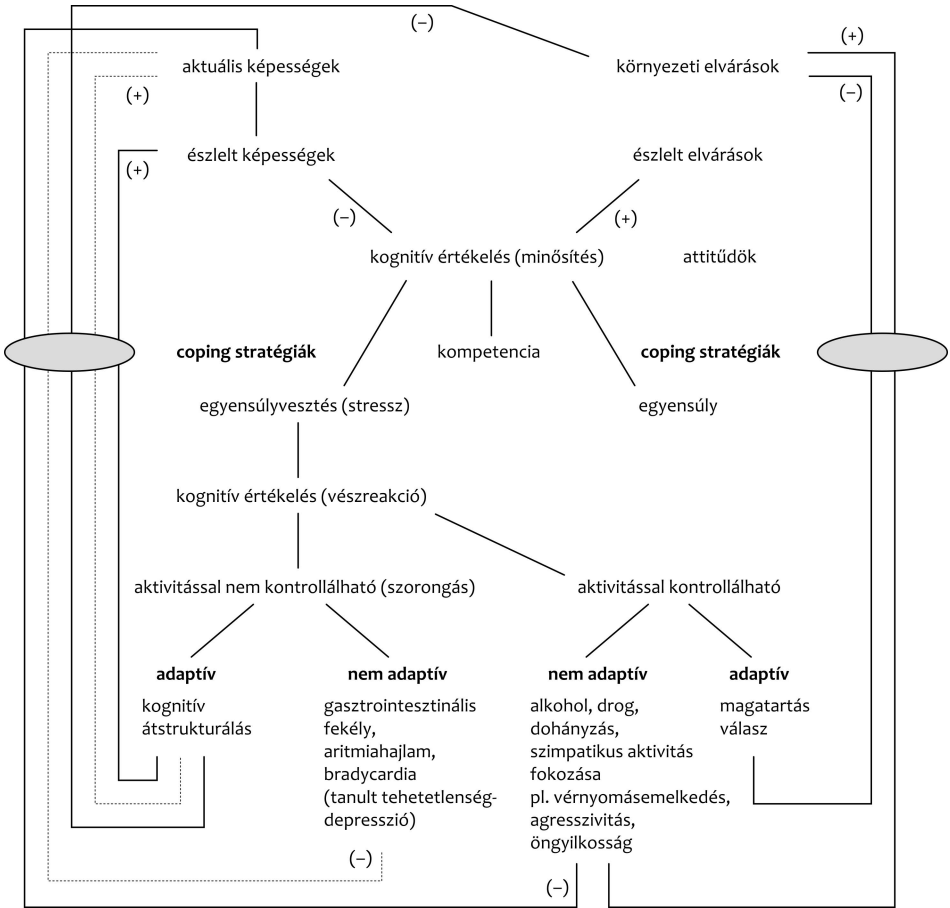 (–)
(+)
aktuális képességek
környezeti elvárások
(+)
(–)
észlelt képességek
észlelt elvárások
(+)
(–)
(+)
kognitív értékelés (minősítés)
attitűdök
coping stratégiák
kompetencia
coping stratégiák
egyensúlyvesztés (stressz)
egyensúly
kognitív értékelés (vészreakció)
aktivitással nem kontrollálható (szorongás)
aktivitással kontrollálható
adaptív
kognitív
átstrukturálás
nem adaptív
gasztrointesztinális
fekély,
aritmiahajlam,
bradycardia
(tanult tehetetlenség-
depresszió)
nem adaptív
alkohol, drog,
dohányzás,
szimpatikus aktivitás
fokozása
pl. vérnyomásemelkedés,
agresszivitás,
öngyilkosság
adaptív
magatartás
válasz
(–)
(–)